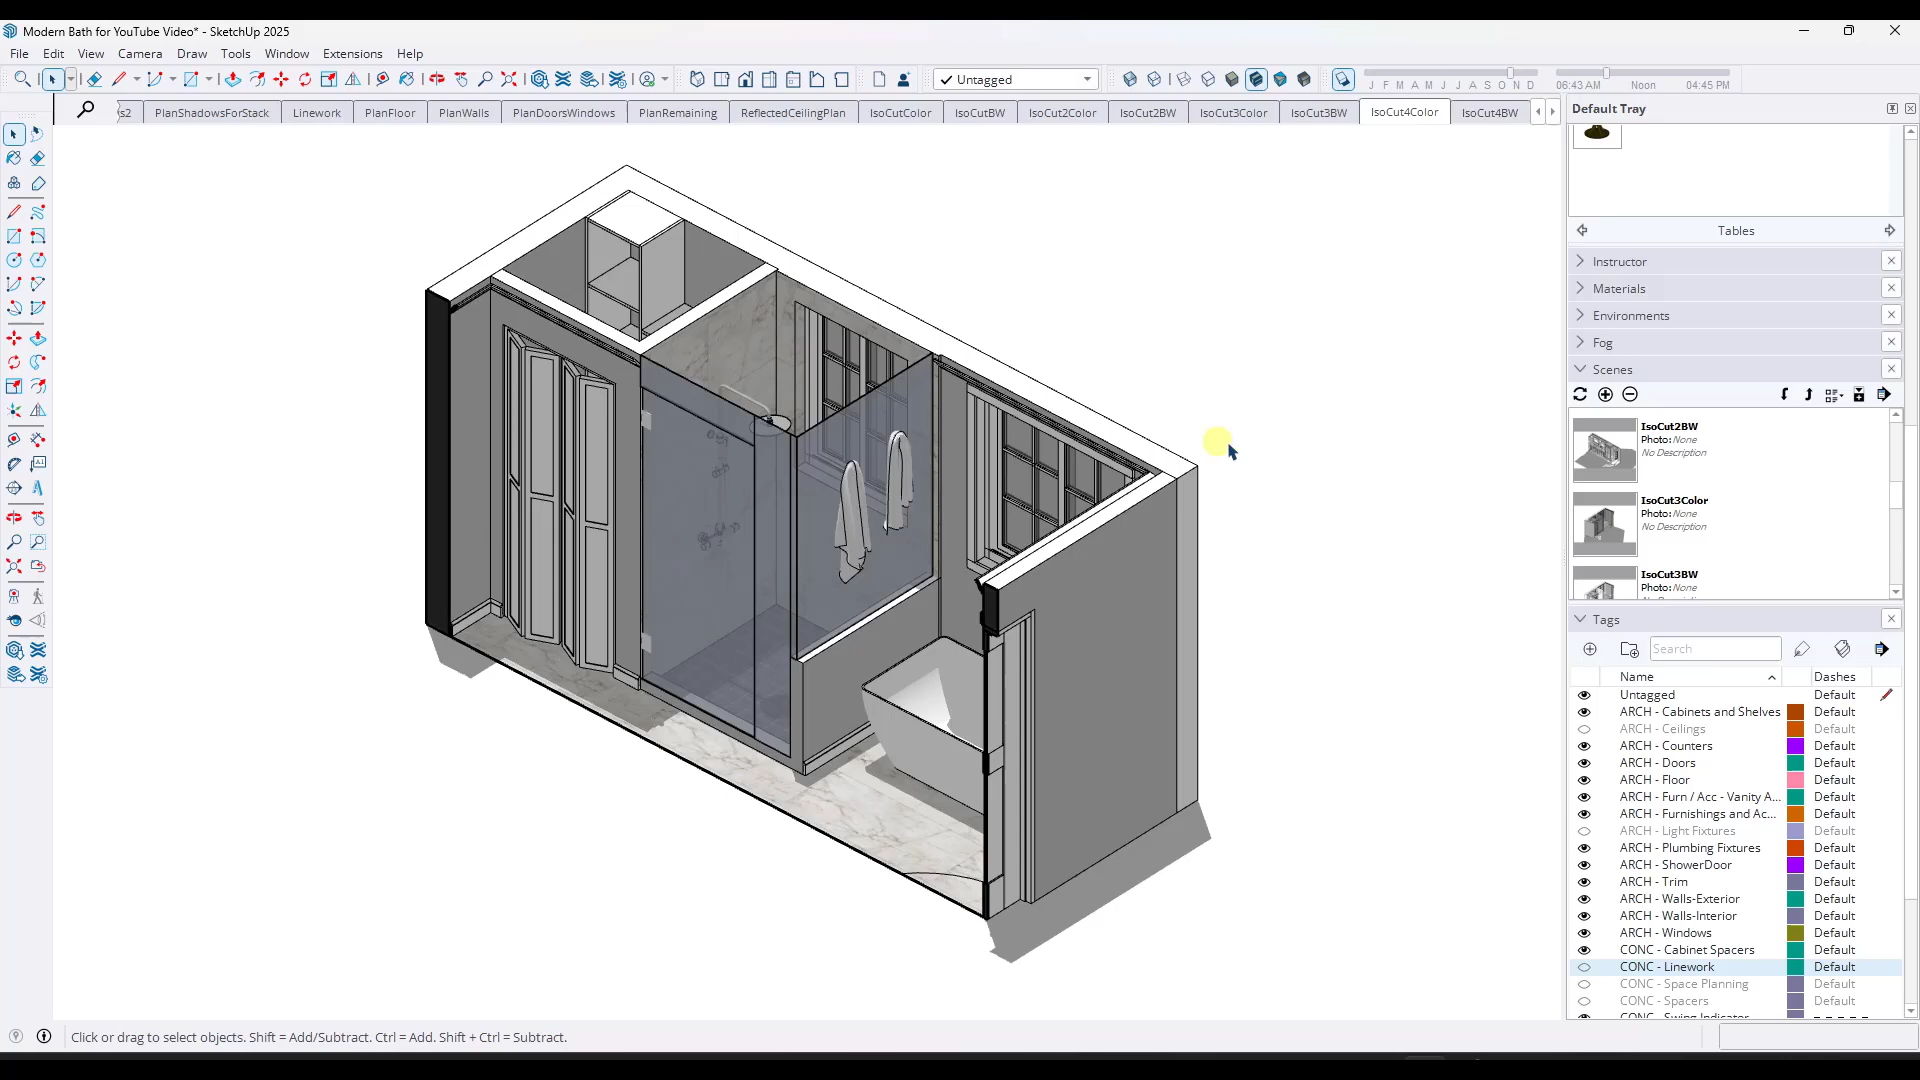 Modern Bath for YouTube Video* - SketchUp 2025
File Edit View Camera Draw Tools Window Extensions Help
Untagged
J F M A M J J A S O N D
06:43 AM Noon 04:45 PM
s2 PlanShadowsForStack Linework PlanFloor PlanWalls PlanDoorsWindows PlanRemaining ReflectedCeilingPlan IsoCutColor IsoCutBW IsoCut2Color IsoCut2BW IsoCut3Color IsoCut3BW IsoCut4Color IsoCut4BW
Default Tray
Tables
Instructor
Materials
Environments
Fog
Scenes
IsoCut2BW
Photo: None
No Description
IsoCut3Color
Photo: None
No Description
IsoCut3BW
Photo: None
Tags
Search
Name Dashes
Untagged Default
ARCH - Cabinets and Shelves Default
ARCH - Ceilings Default
ARCH - Counters Default
ARCH - Doors Default
ARCH - Floor Default
ARCH - Furn / Acc - Vanity A... Default
ARCH - Furnishings and Ac... Default
ARCH - Light Fixtures Default
ARCH - Plumbing Fixtures Default
ARCH - ShowerDoor Default
ARCH - Trim Default
ARCH - Walls-Exterior Default
ARCH - Walls-Interior Default
ARCH - Windows Default
CONC - Cabinet Spacers Default
CONC - Linework Default
CONC - Space Planning Default
CONC - Spacers Default
CONC - Swing Indicator
Click or drag to select objects. Shift = Add/Subtract. Ctrl = Add. Shift + Ctrl = Subtract.